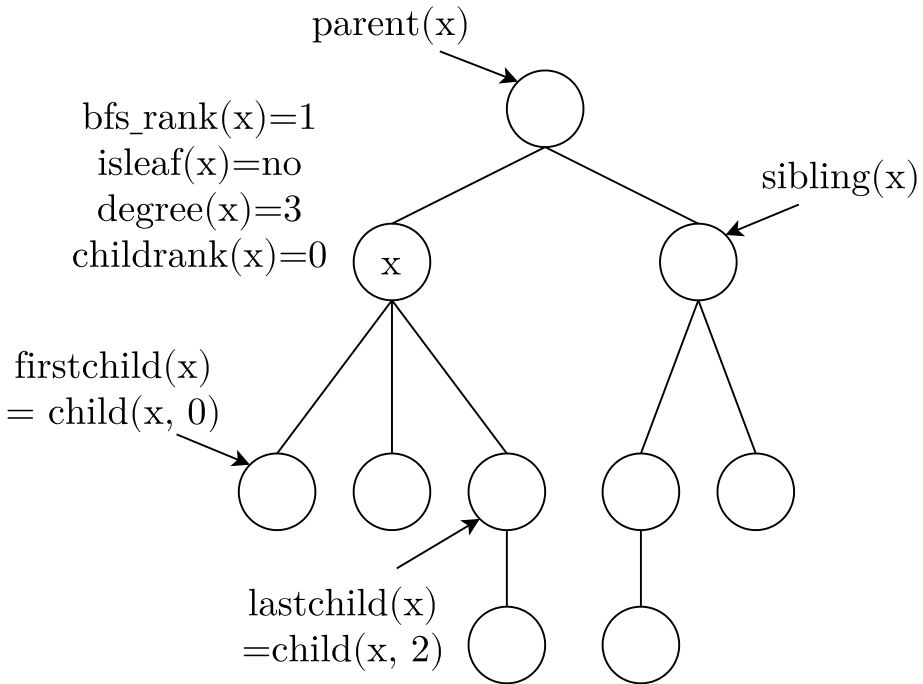 parent(x)
bfs_rank(x)=1
isleaf(x)=no
degree(x)=3
childrank(x)=0
sibling(x)
x
firstchild(x)
= child(x, 0)
lastchild(x)
=child(x, 2)